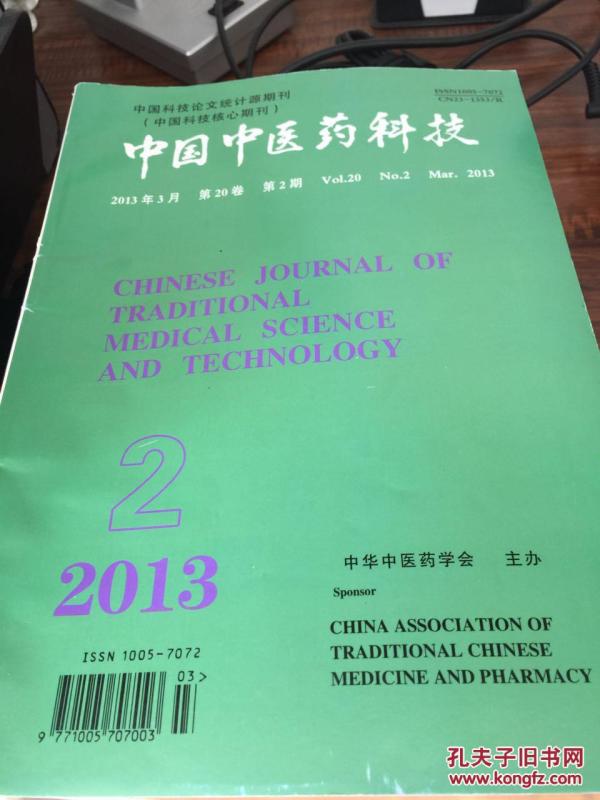 中国科技论文统计源期刊
（中国科技核心期刊）
ISSN1005-7072
CN23-1353/R
中国中医药科技
2013年3月 第20卷 第2期 Vol.20 No.2 Mar. 2013
CHINESE JOURNAL OF
TRADITIONAL
MEDICAL SCIENCE
AND TECHNOLOGY
2
2013
中华中医药学会 主办
Sponsor
CHINA ASSOCIATION OF
TRADITIONAL CHINESE
MEDICINE AND PHARMACY
ISSN 1005-7072
03>
9 771005 707003
孔夫子旧书网
www.kongfz.com